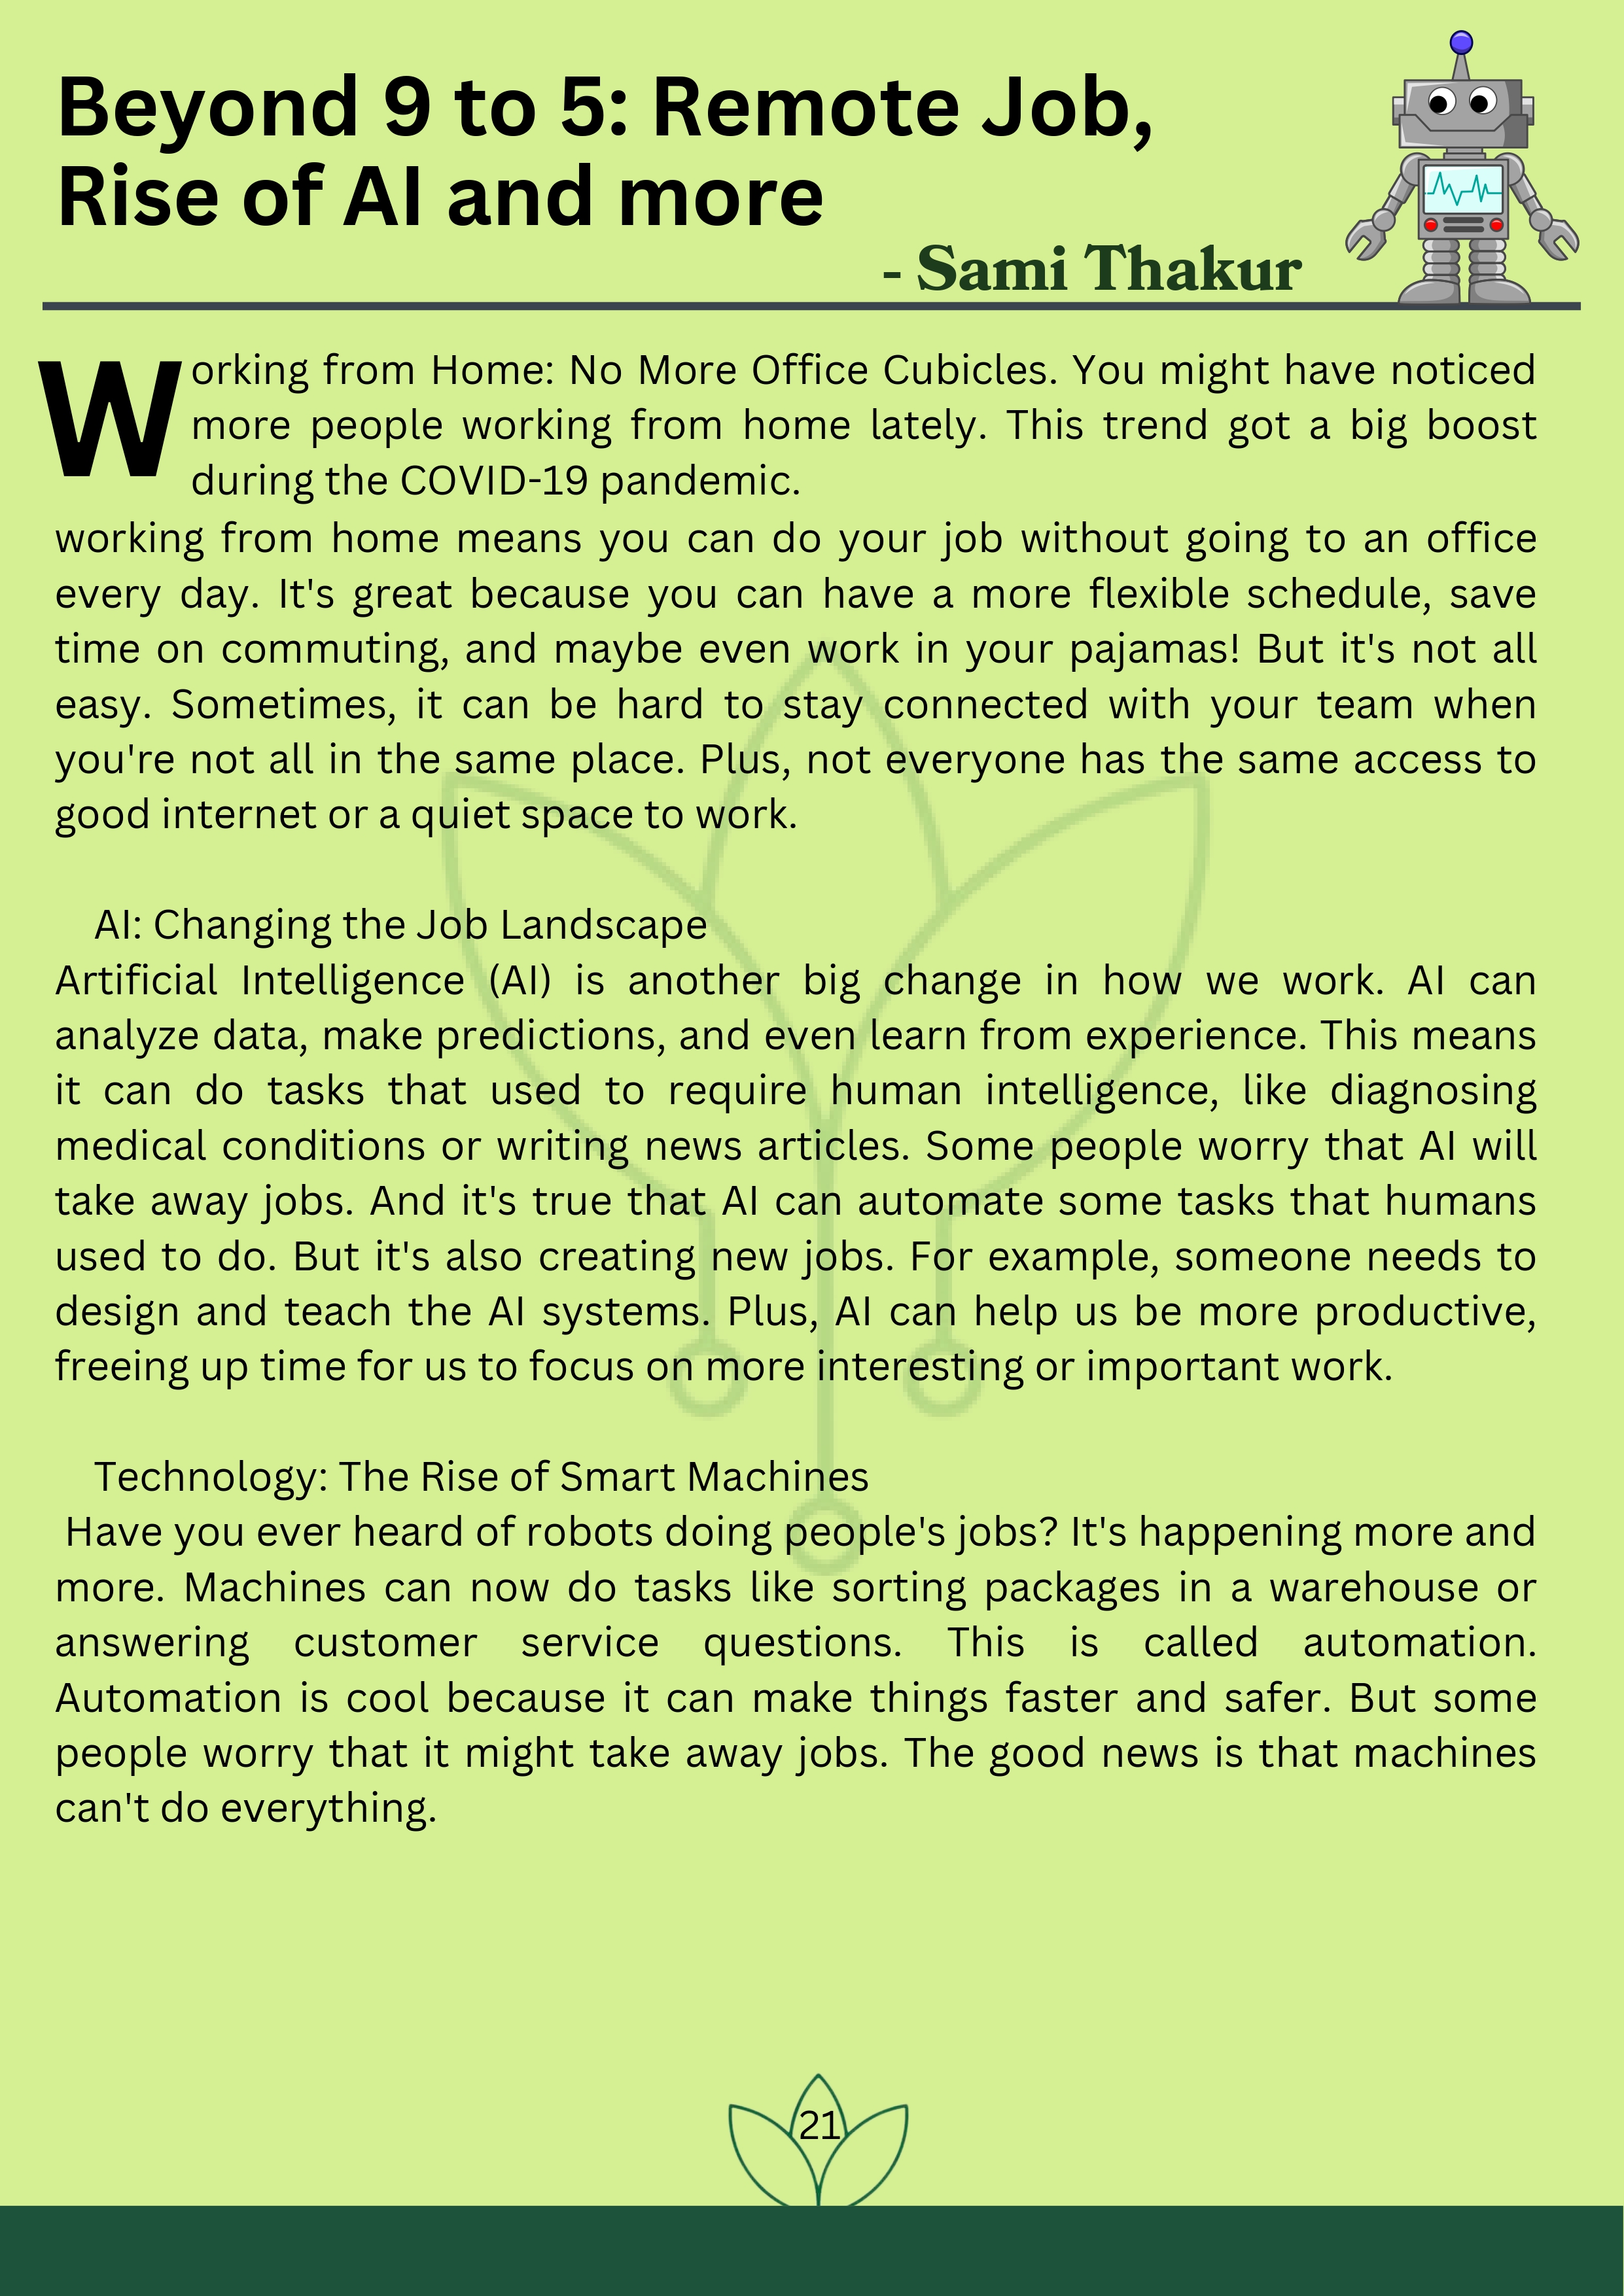 Beyond 9 to 5: Remote Job,
Rise of AI and more
- Sami Thakur
Working from Home: No More Office Cubicles. You might have noticed
more people working from home lately. This trend got a big boost
during the COVID-19 pandemic.
working from home means you can do your job without going to an office
every day. It's great because you can have a more flexible schedule, save
time on commuting, and maybe even work in your pajamas! But it's not all
easy. Sometimes, it can be hard to stay connected with your team when
you're not all in the same place. Plus, not everyone has the same access to
good internet or a quiet space to work.
AI: Changing the Job Landscape
Artificial Intelligence (AI) is another big change in how we work. AI can
analyze data, make predictions, and even learn from experience. This means
it can do tasks that used to require human intelligence, like diagnosing
medical conditions or writing news articles. Some people worry that AI will
take away jobs. And it's true that AI can automate some tasks that humans
used to do. But it's also creating new jobs. For example, someone needs to
design and teach the AI systems. Plus, AI can help us be more productive,
freeing up time for us to focus on more interesting or important work.
Technology: The Rise of Smart Machines
Have you ever heard of robots doing people's jobs? It's happening more and
more. Machines can now do tasks like sorting packages in a warehouse or
answering customer service questions. This is called automation.
Automation is cool because it can make things faster and safer. But some
people worry that it might take away jobs. The good news is that machines
can't do everything.
21